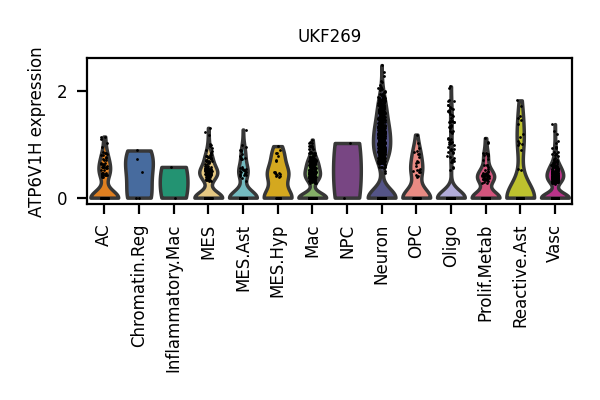 UKF269
ATP6V1H expression
2
0
AC
Chromatin.Reg
Inflammatory.Mac
MES
MES.Ast
MES.Hyp
Mac
NPC
Neuron
OPC
Oligo
Prolif.Metab
Reactive.Ast
Vasc